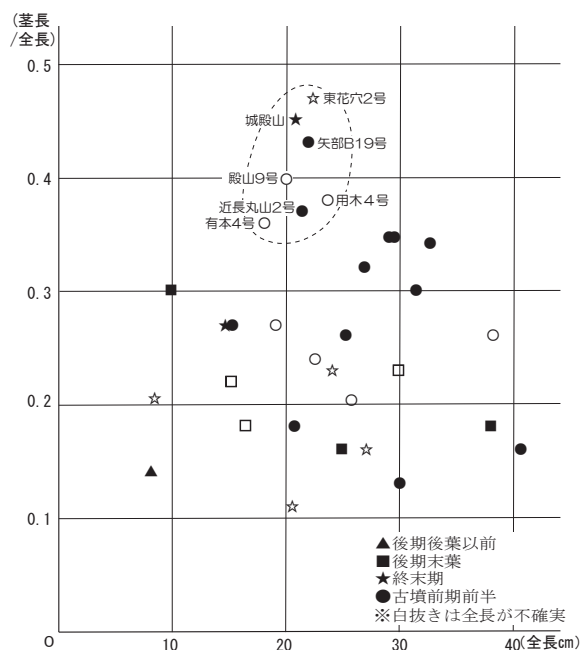 (茎長
/全長)
0.5
東花穴2号
城殿山
矢部B19号
0.4
殿山9号
用木4号
近長丸山2号
有本4号
0.3
0.2
0.1
▲後期後葉以前
■後期末葉
★終末期
●古墳前期前半
※白抜きは全長が不確実
O
10
20
30
40(全長cm)